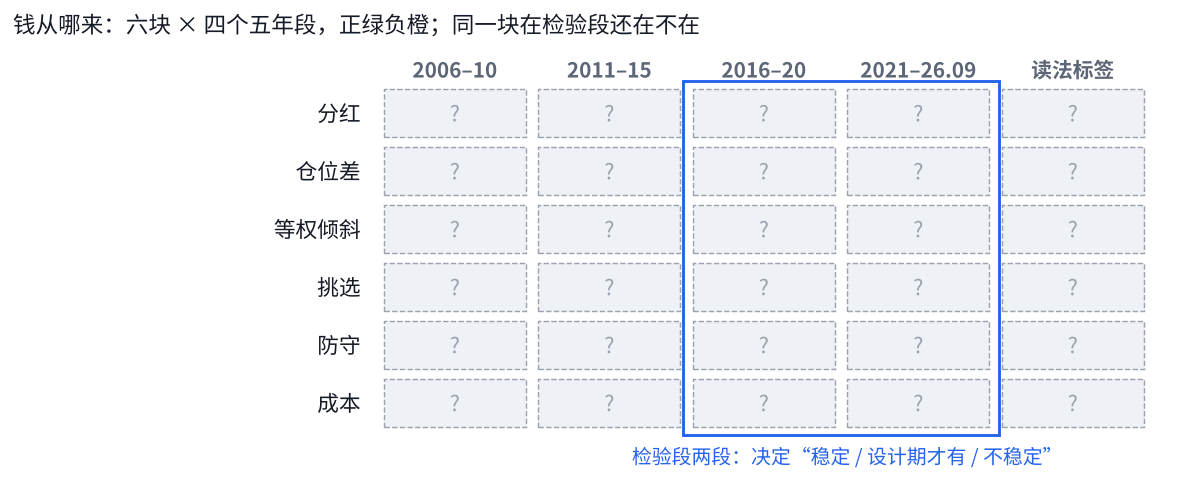 钱从哪来：六块 × 四个五年段，正绿负橙；同一块在检验段还在不在
2006–10 2011–15 2016–20 2021–26.09 读法标签
分红 ? ? ? ? ?
仓位差 ? ? ? ? ?
等权倾斜 ? ? ? ? ?
挑选 ? ? ? ? ?
防守 ? ? ? ? ?
成本 ? ? ? ? ?
检验段两段：决定“稳定 / 设计期才有 / 不稳定”